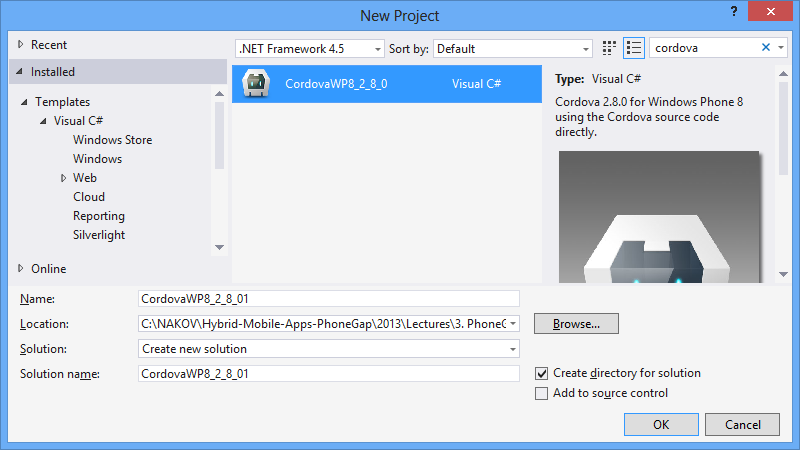 New Project
?
Recent
.NET Framework 4.5
Sort by:
Default
cordova
Installed
CordovaWP8_2_8_0
Visual C#
Type: Visual C#
Cordova 2.8.0 for Windows Phone 8
using the Cordova source code
directly.
Templates
Visual C#
Windows Store
Windows
Web
Cloud
Reporting
Silverlight
Online
Name:
CordovaWP8_2_8_01
Location:
C:\NAKOV\Hybrid-Mobile-Apps-PhoneGap\2013\Lectures\3. PhoneG
Browse...
Solution:
Create new solution
Solution name:
CordovaWP8_2_8_01
Create directory for solution
Add to source control
OK
Cancel